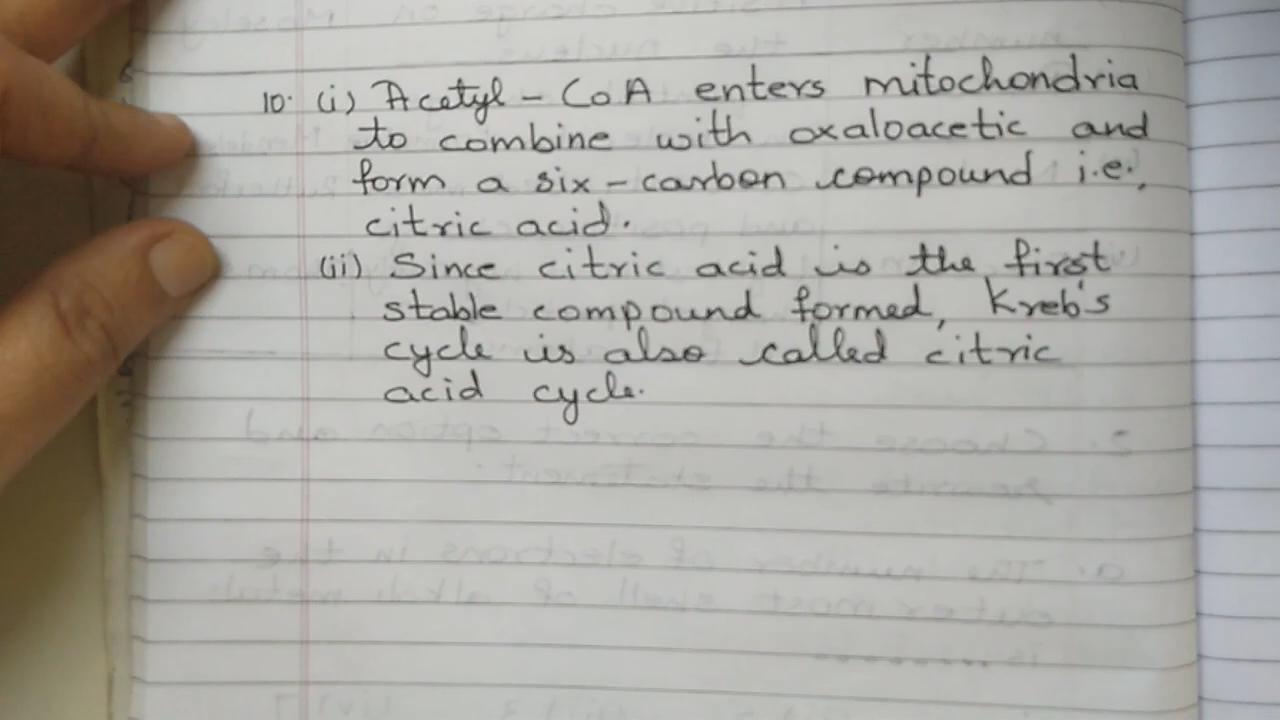 10. (i) Acetyl - CoA enters mitochondria
to combine with oxaloacetic and
form a six - carbon compound i.e.,
citric acid.
(ii) Since citric acid is the first
stable compound formed, Kreb's
cycle is also called citric
acid cycle.